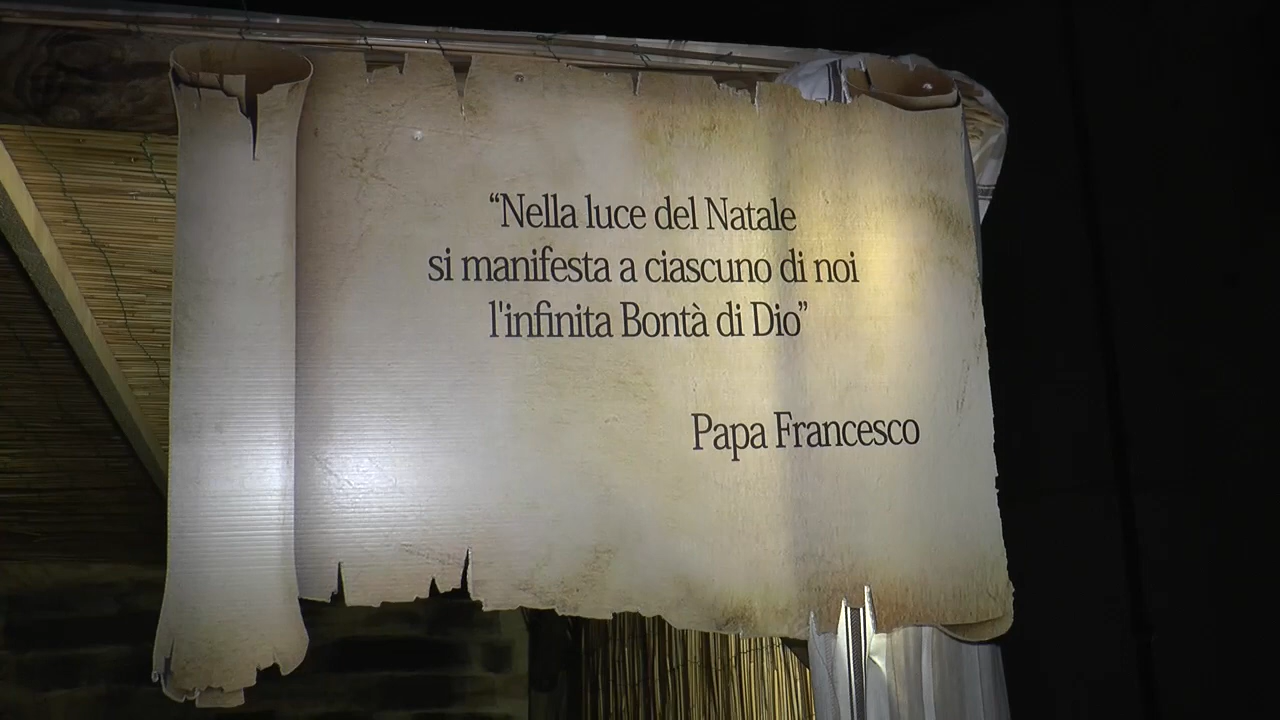 “Nella luce del Natale
si manifesta a ciascuno di noi
l'infinita Bontà di Dio”
Papa Francesco